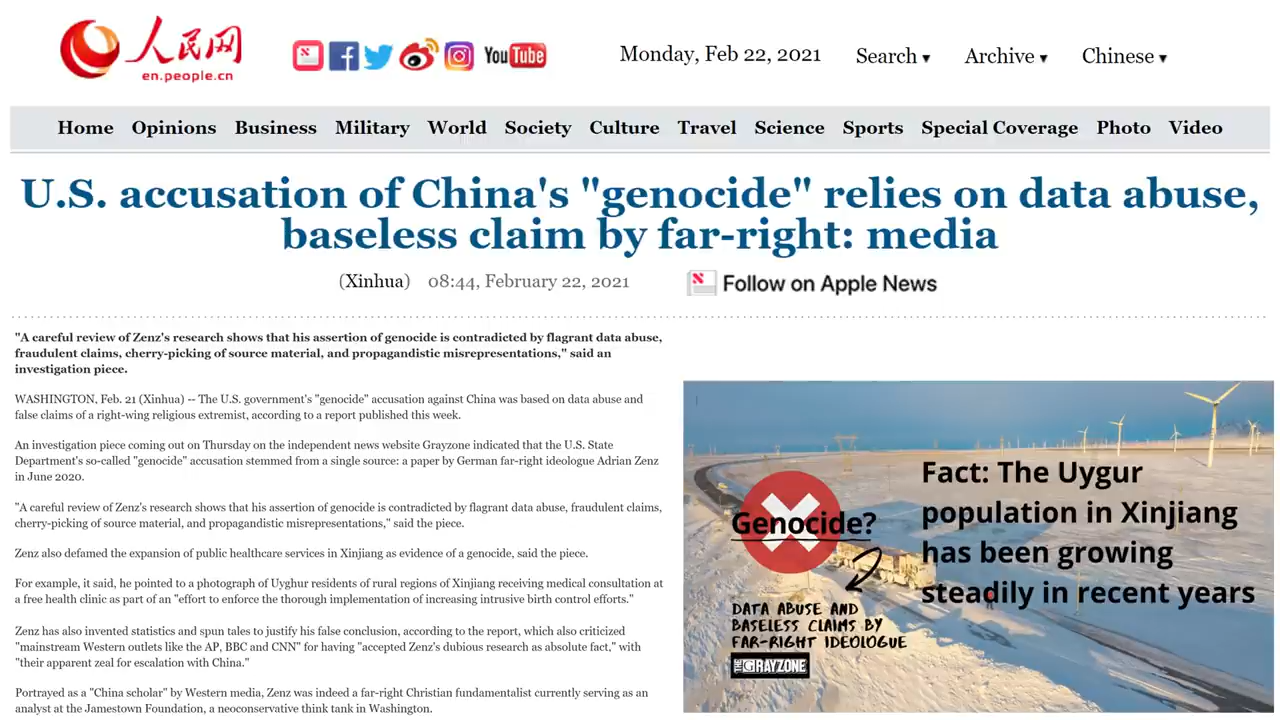 人民网
en.people.cn
You Tube
Monday, Feb 22, 2021
Search ▾
Archive ▾
Chinese ▾
Home Opinions Business Military World Society Culture Travel Science Sports Special Coverage Photo Video
U.S. accusation of China's "genocide" relies on data abuse,
baseless claim by far-right: media
(Xinhua) 08:44, February 22, 2021
Follow on Apple News
"A careful review of Zenz's research shows that his assertion of genocide is contradicted by flagrant data abuse,
fraudulent claims, cherry-picking of source material, and propagandistic misrepresentations," said an
investigation piece.
WASHINGTON, Feb. 21 (Xinhua) -- The U.S. government's "genocide" accusation against China was based on data abuse and
false claims of a right-wing religious extremist, according to a report published this week.
An investigation piece coming out on Thursday on the independent news website Grayzone indicated that the U.S. State
Department's so-called "genocide" accusation stemmed from a single source: a paper by German far-right ideologue Adrian Zenz
in June 2020.
"A careful review of Zenz's research shows that his assertion of genocide is contradicted by flagrant data abuse, fraudulent claims,
cherry-picking of source material, and propagandistic misrepresentations," said the piece.
Zenz also defamed the expansion of public healthcare services in Xinjiang as evidence of a genocide, said the piece.
For example, it said, he pointed to a photograph of Uyghur residents of rural regions of Xinjiang receiving medical consultation at
a free health clinic as part of an "effort to enforce the thorough implementation of increasing intrusive birth control efforts."
Zenz has also invented statistics and spun tales to justify his false conclusion, according to the report, which also criticized
"mainstream Western outlets like the AP, BBC and CNN" for having "accepted Zenz's dubious research as absolute fact," with
"their apparent zeal for escalation with China."
Portrayed as a "China scholar" by Western media, Zenz was indeed a far-right Christian fundamentalist currently serving as an
analyst at the Jamestown Foundation, a neoconservative think tank in Washington.
Genocide?
DATA ABUSE AND
BASELESS CLAIMS BY
FAR-RIGHT IDEOLOGUE
THE GRAYZONE
Fact: The Uygur
population in Xinjiang
has been growing
steadily in recent years